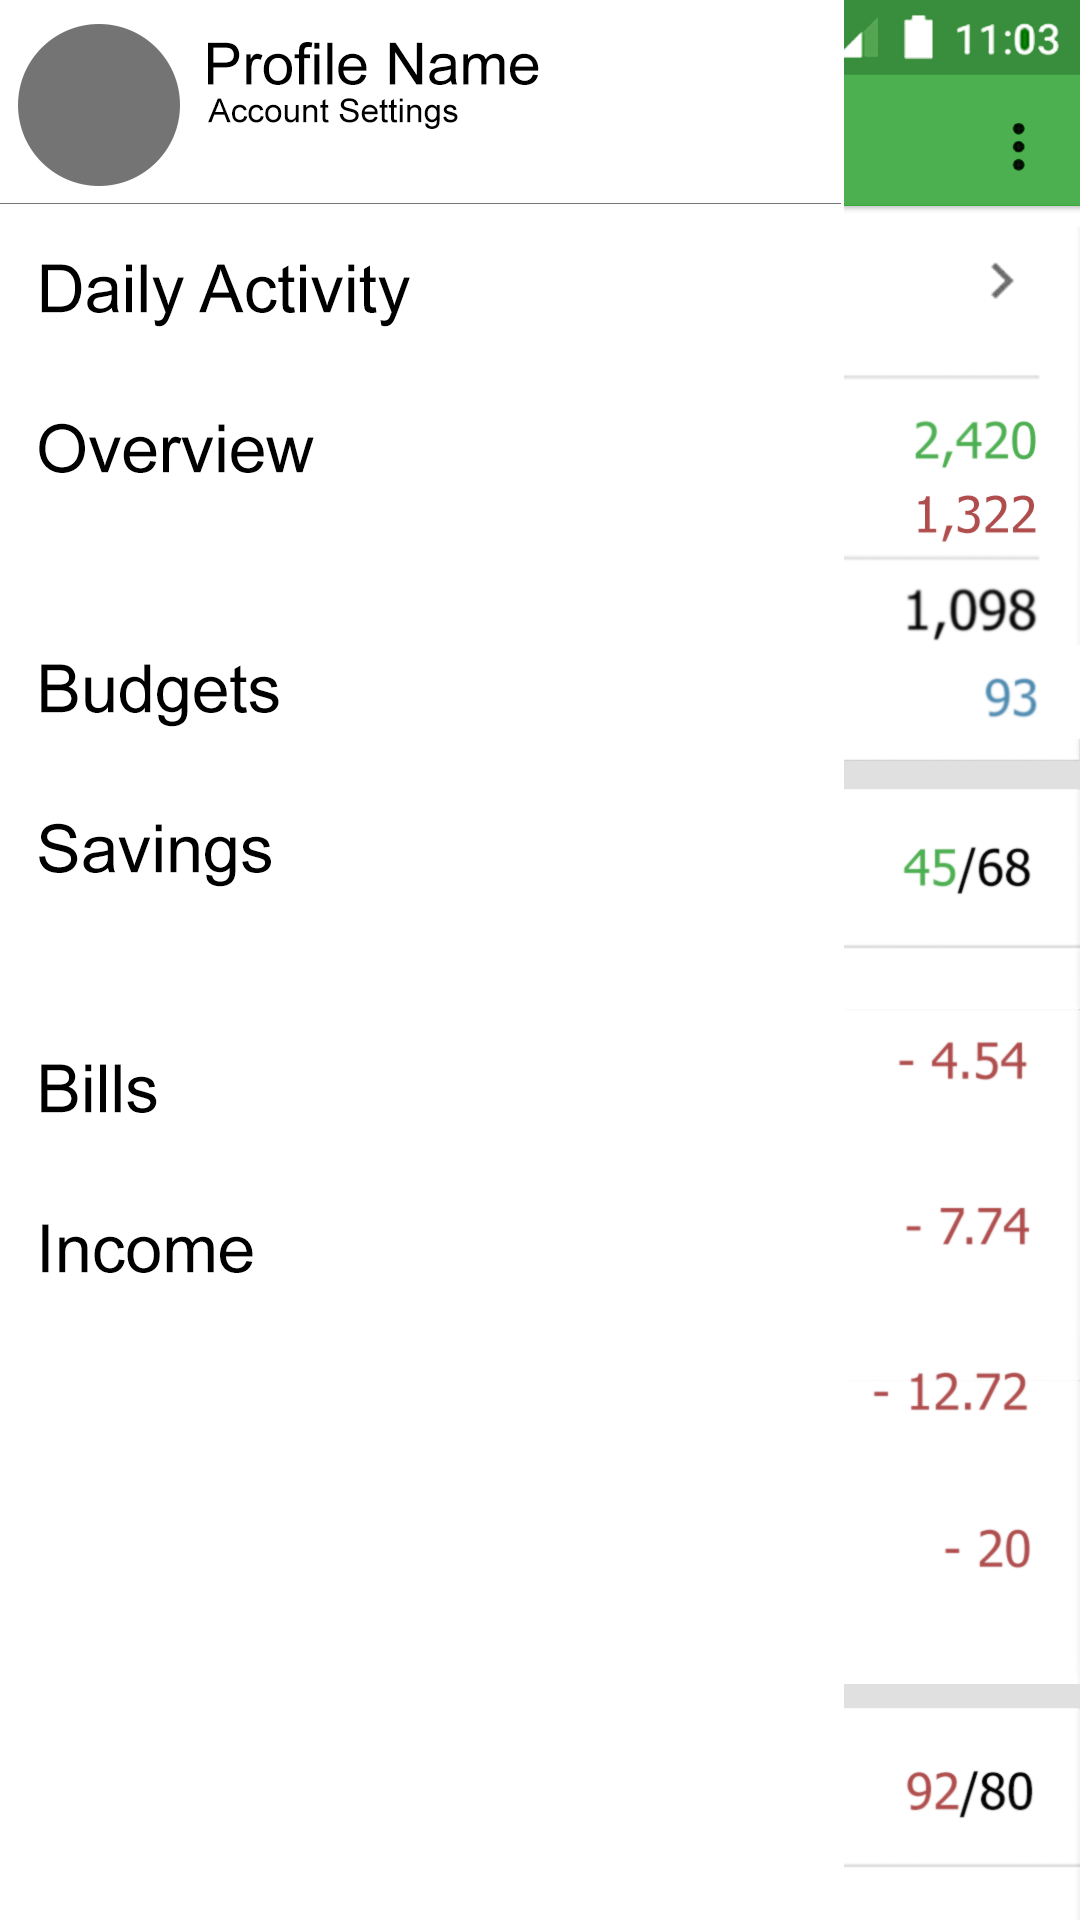 11:03
Profile Name
Account Settings
Daily Activity
Overview
Budgets
Savings
Bills
Income
2,420
1,322
1,098
93
45/68
- 4.54
- 7.74
- 12.72
- 20
92/80